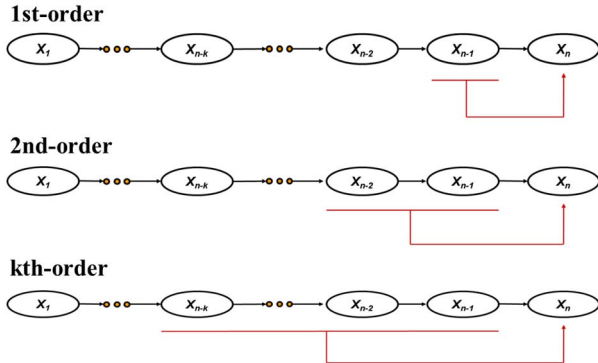 1st-order
X1 Xn-k Xn-2 Xn-1 Xn
2nd-order
X1 Xn-k Xn-2 Xn-1 Xn
kth-order
X1 Xn-k Xn-2 Xn-1 Xn